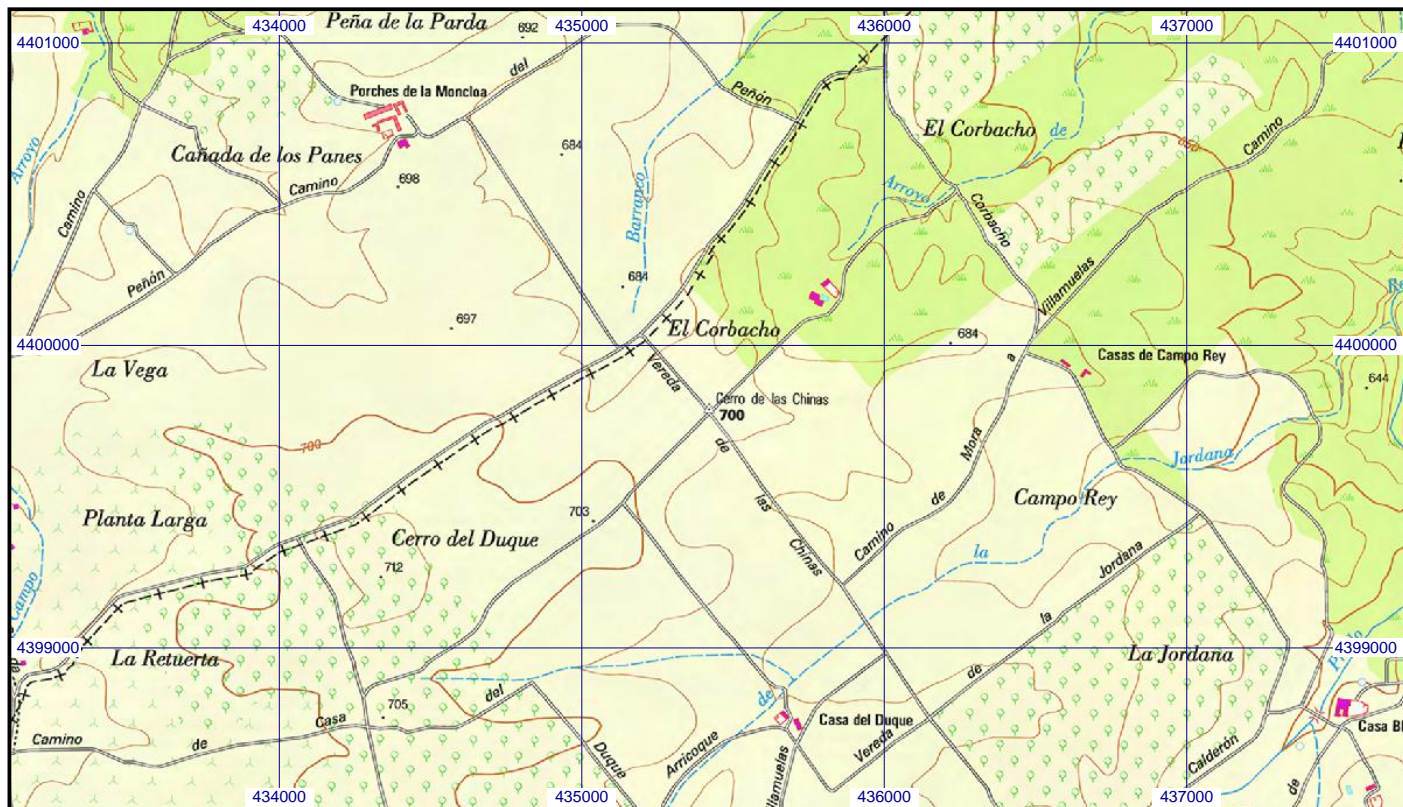 434000
435000
436000
437000
4401000
4401000
Peña de la Parda
692
del
Peñón
Porches de la Moncloa
El Corbacho
de
650
Camino
Arroyo
Cañada de los Panes
684
Camino
698
Arroyo
Camino
Barranco
Corbacho
Peñón
684
Villamuelas
697
El Corbacho
684
4400000
4400000
La Vega
Vereda
a
Casas de Campo Rey
644
Cerro de las Chinas
700
700
de
Mora
Jordana
Planta Larga
703
las
de
Campo Rey
Cerro del Duque
Camino
Chinas
la
Jordana
712
Campo
la
4399000
4399000
La Retuerta
de
La Jordana
del
de
705
Casa
Casa del Duque
Camino
de
Duque
Arricoque
Vereda
Calderón
Casa Bl
de
434000
435000
436000
437000